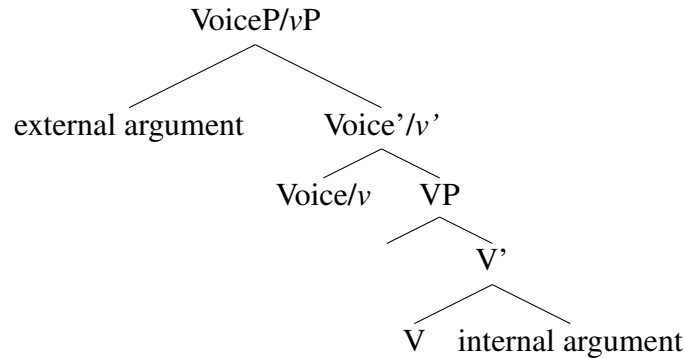 VoiceP/vP
external argument Voice'/v'
Voice/v VP
V'
V internal argument